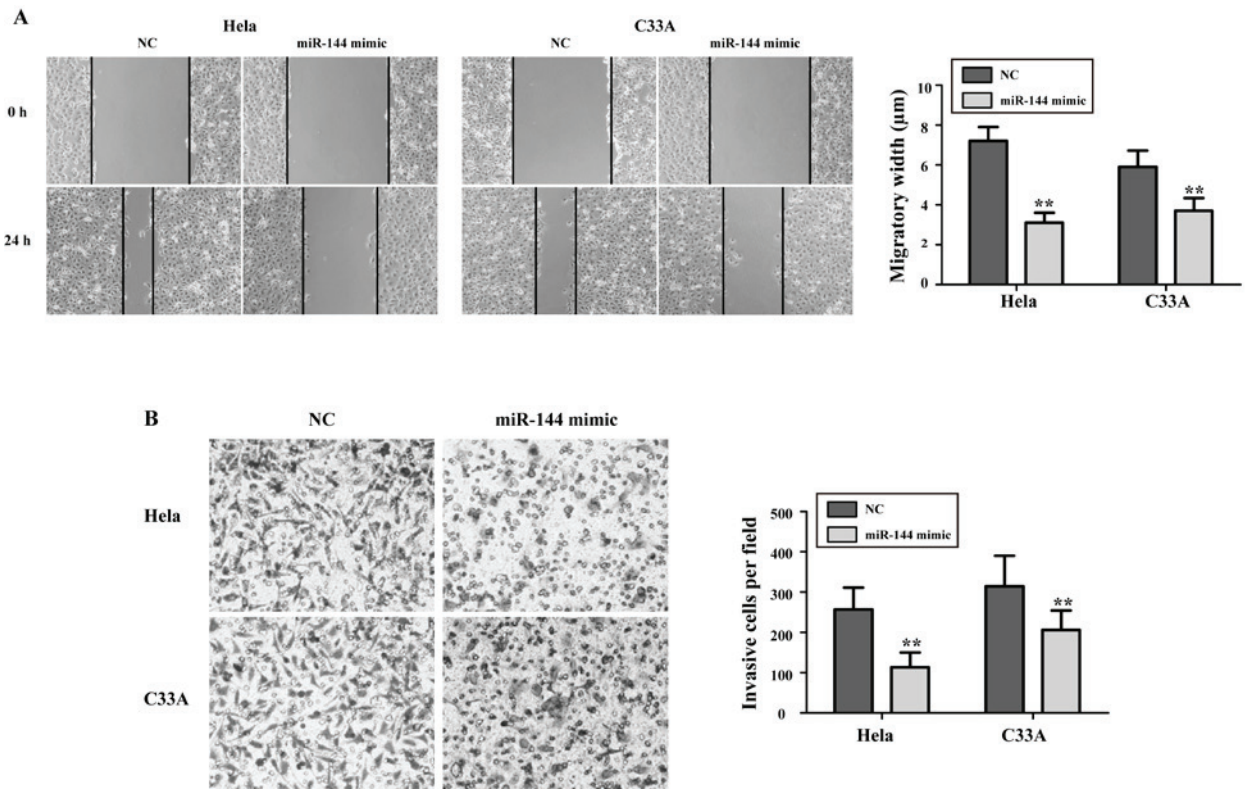 A
Hela
C33A
NC
miR-144 mimic
NC
miR-144 mimic
0 h
24 h
NC
miR-144 mimic
Migratory width (μm)
10
8
6
4
2
0
Hela
C33A
B
NC
miR-144 mimic
Hela
C33A
NC
miR-144 mimic
Invasive cells per field
500
400
300
200
100
0
**
**
**
**
Hela
C33A